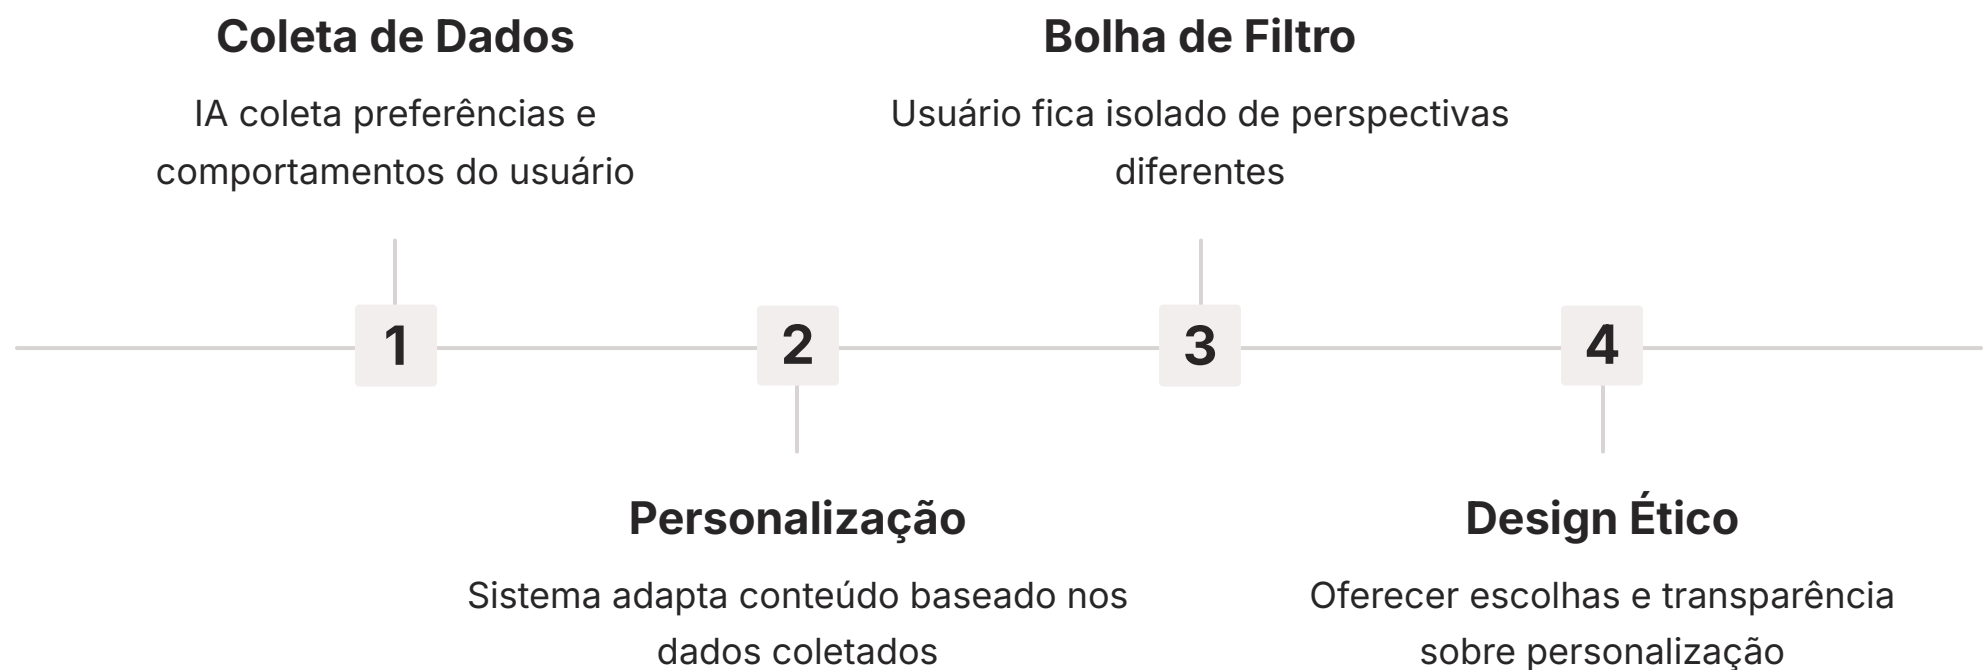 Coleta de Dados
IA coleta preferências e
comportamentos do usuário
Bolha de Filtro
Usuário fica isolado de perspectivas
diferentes
1
2
3
4
Personalização
Sistema adapta conteúdo baseado nos
dados coletados
Design Ético
Oferecer escolhas e transparência
sobre personalização